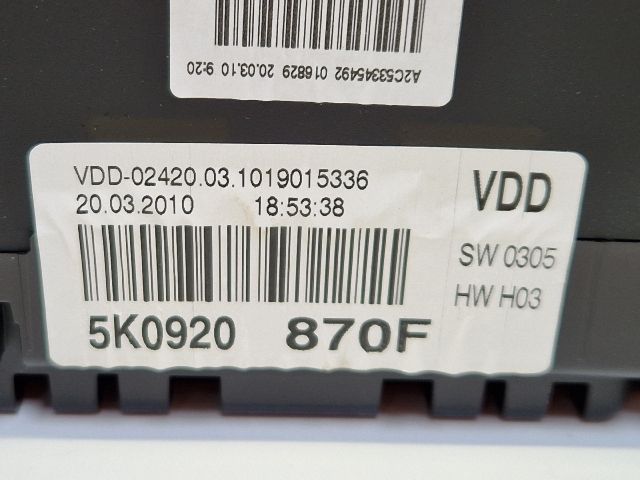 A2C53345492 016829 20.03.10 9:20
VDD-02420.03.1019015336
20.03.2010 18:53:38
VDD
SW 0305
HW H03
5K0920 870F